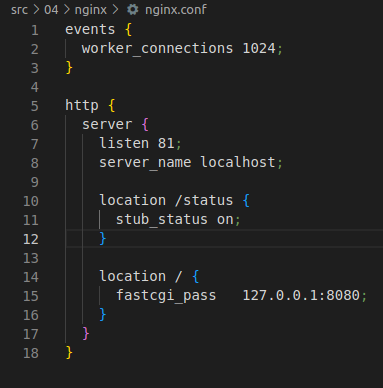 src > 04 > nginx > nginx.conf
1 events {
2   worker_connections 1024;
3 }
4
5 http {
6   server {
7     listen 81;
8     server_name localhost;
9
10     location /status {
11       stub_status on;
12     }
13
14     location / {
15       fastcgi_pass   127.0.0.1:8080;
16     }
17   }
18 }